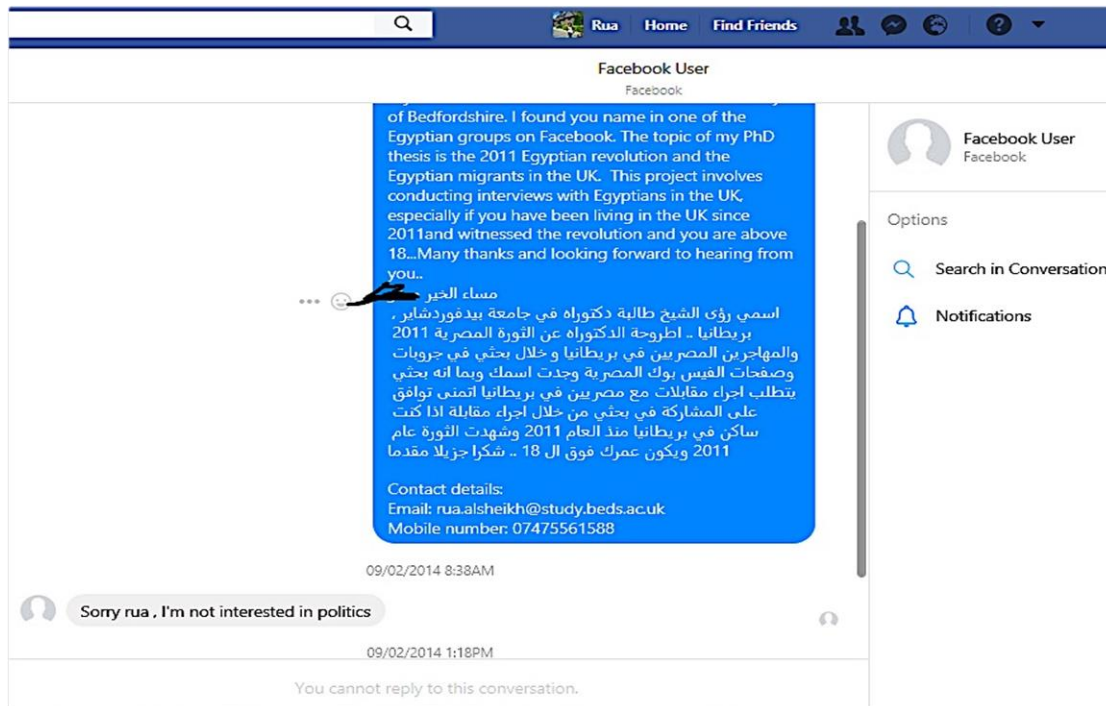 Rua Home Find Friends
Facebook User
Facebook
of Bedfordshire. I found you name in one of the
Egyptian groups on Facebook. The topic of my PhD
thesis is the 2011 Egyptian revolution and the
Egyptian migrants in the UK. This project involves
conducting interviews with Egyptians in the UK,
especially if you have been living in the UK since
2011and witnessed the revolution and you are above
18...Many thanks and looking forward to hearing from
you..
مساء الخير
اسمي رؤى الشيخ طالبة دكتوراه في جامعة بيدفوردشاير ,
بريطانيا .. اطروحة الدكتوراه عن الثورة المصرية 2011
والمهاجرين المصريين في بريطانيا و خلال بحثي في جروبات
وصفحات الفيس بوك المصرية وجدت اسمك وبما انه بحثي
يتطلب اجراء مقابلات مع مصريين في بريطانيا اتمنى توافق
على المشاركة في بحثي من خلال اجراء مقابلة اذا كنت
ساكن في بريطانيا منذ العام 2011 وشهدت الثورة عام
2011 ويكون عمرك فوق ال 18 .. شكرا جزيلا مقدما
Contact details:
Email: rua.alsheikh@study.beds.ac.uk
Mobile number: 07475561588
09/02/2014 8:38AM
Sorry rua , I'm not interested in politics
09/02/2014 1:18PM
You cannot reply to this conversation.
Facebook User
Facebook
Options
Search in Conversation
Notifications